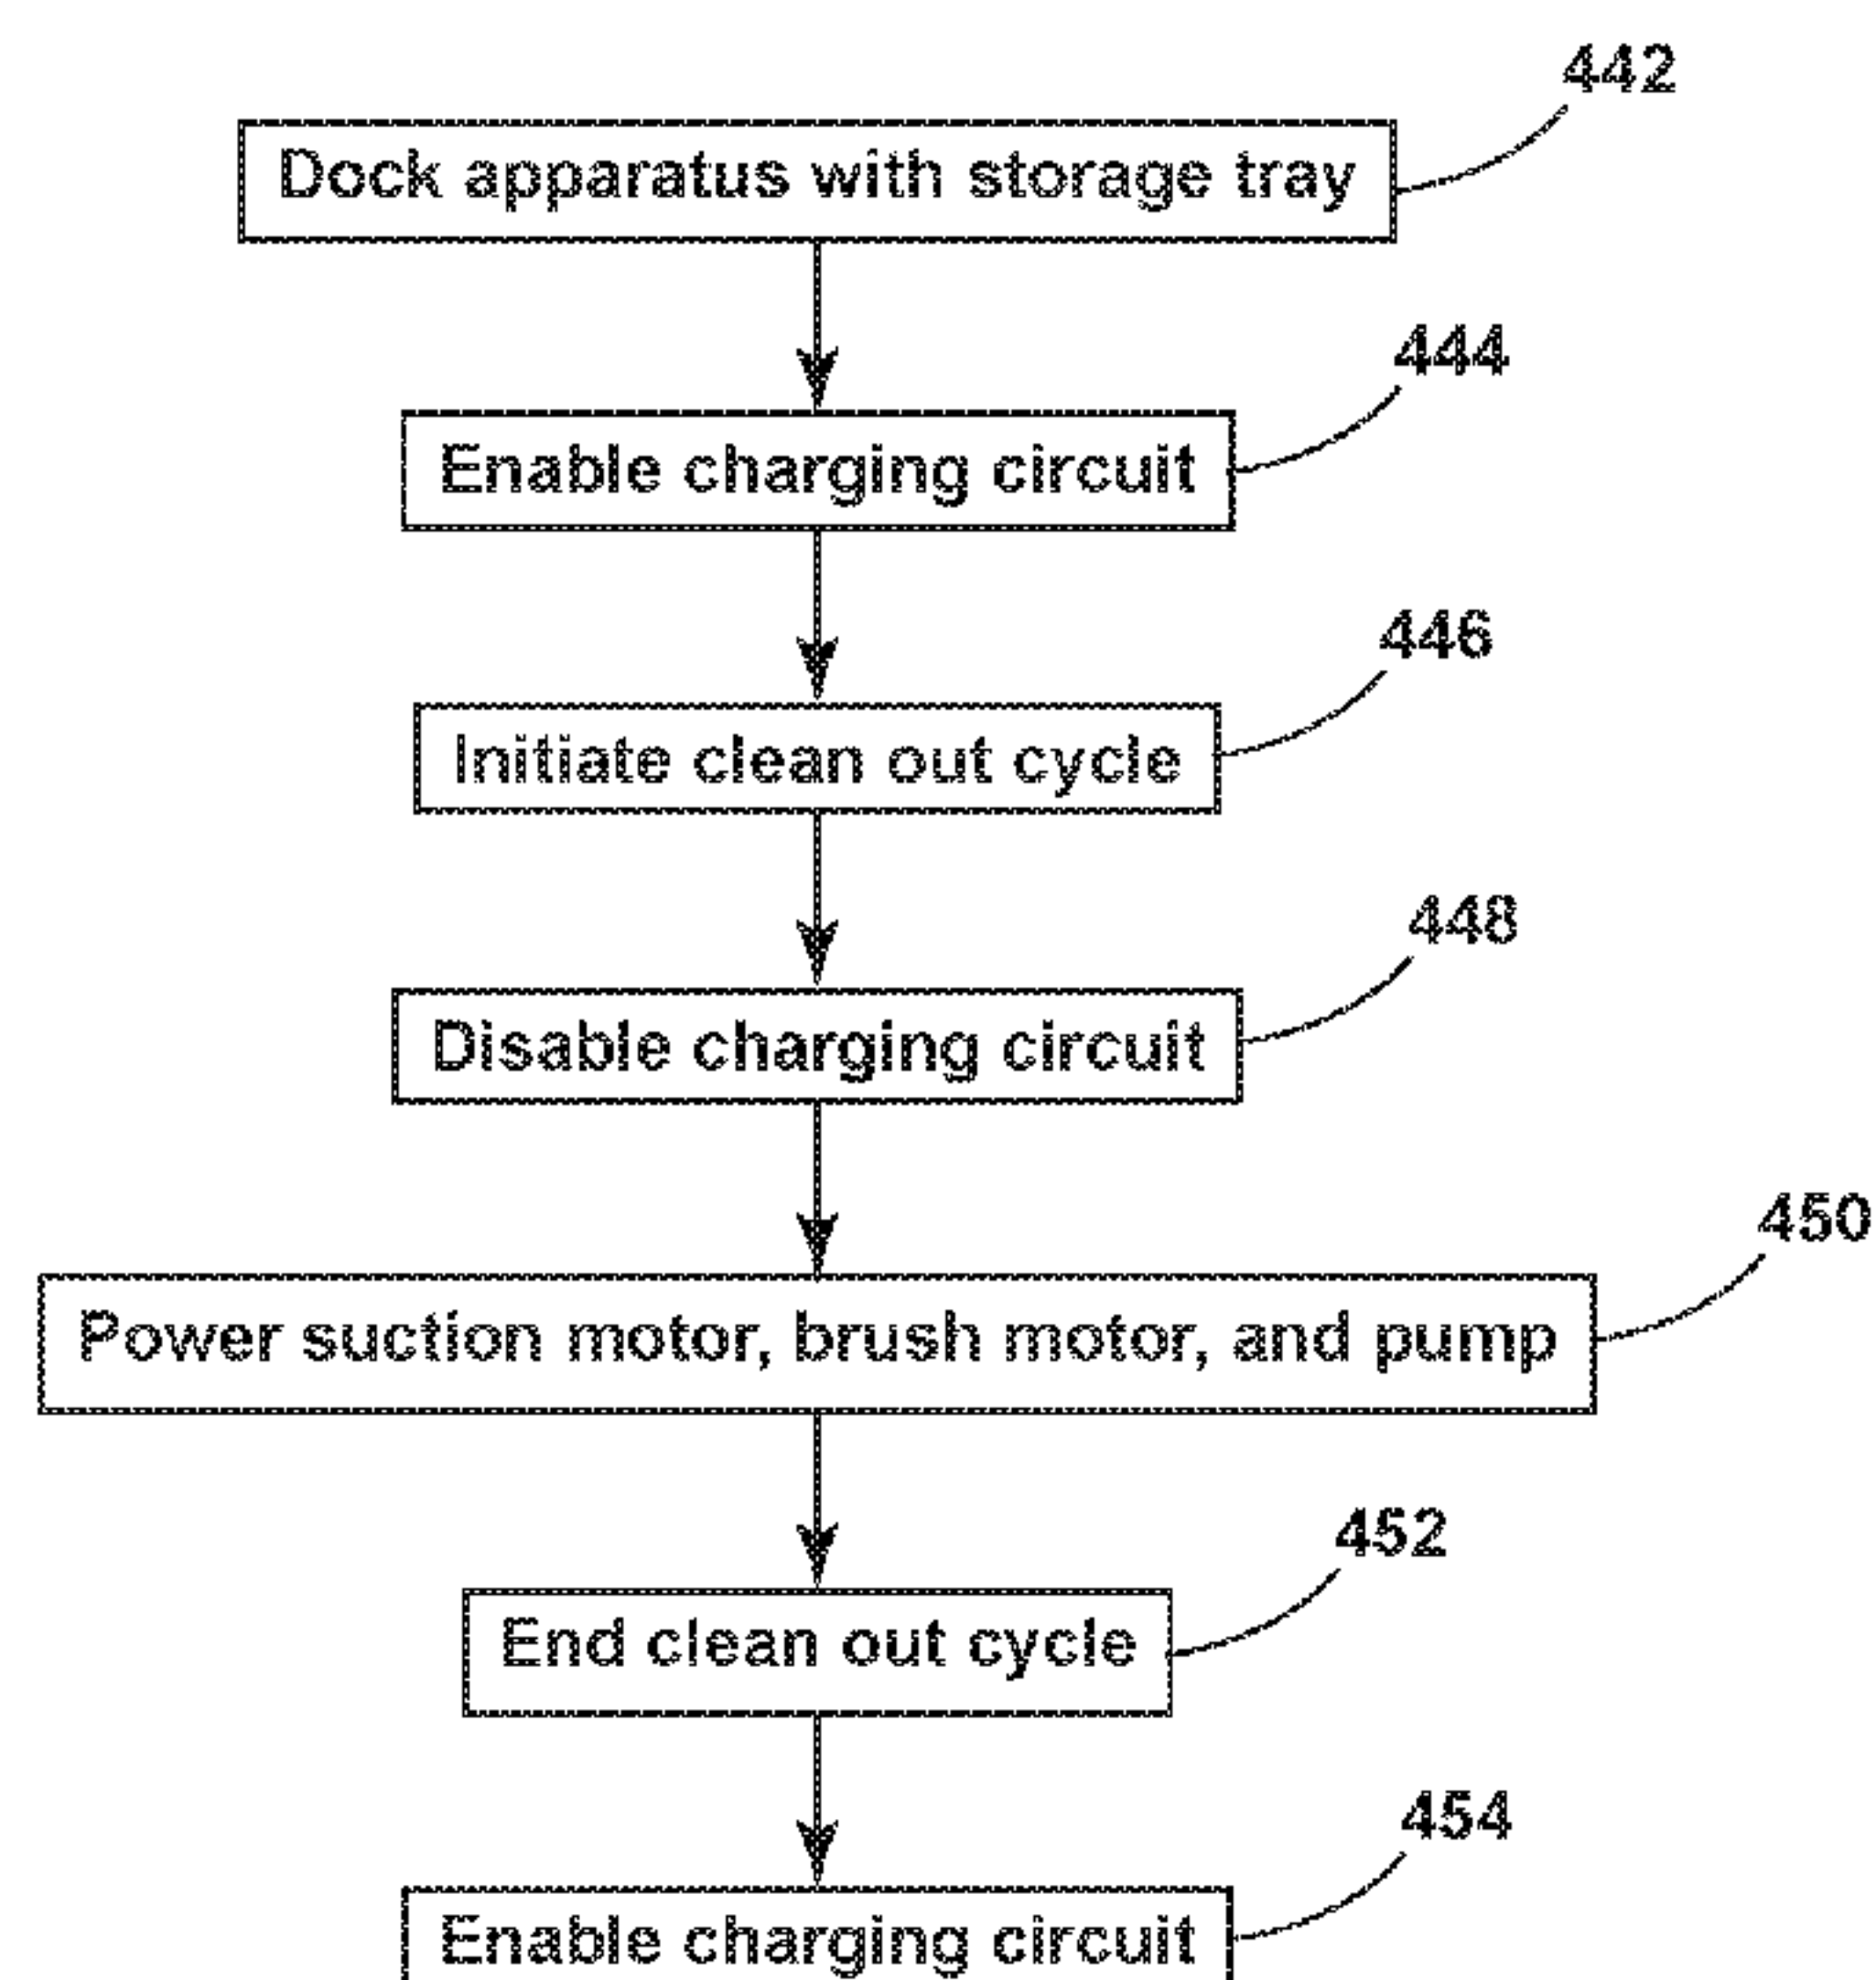 442
Dock apparatus with storage tray
444
Enable charging circuit
446
Initiate clean out cycle
448
Disable charging circuit
450
Power suction motor, brush motor, and pump
452
End clean out cycle
454
Enable charging circuit